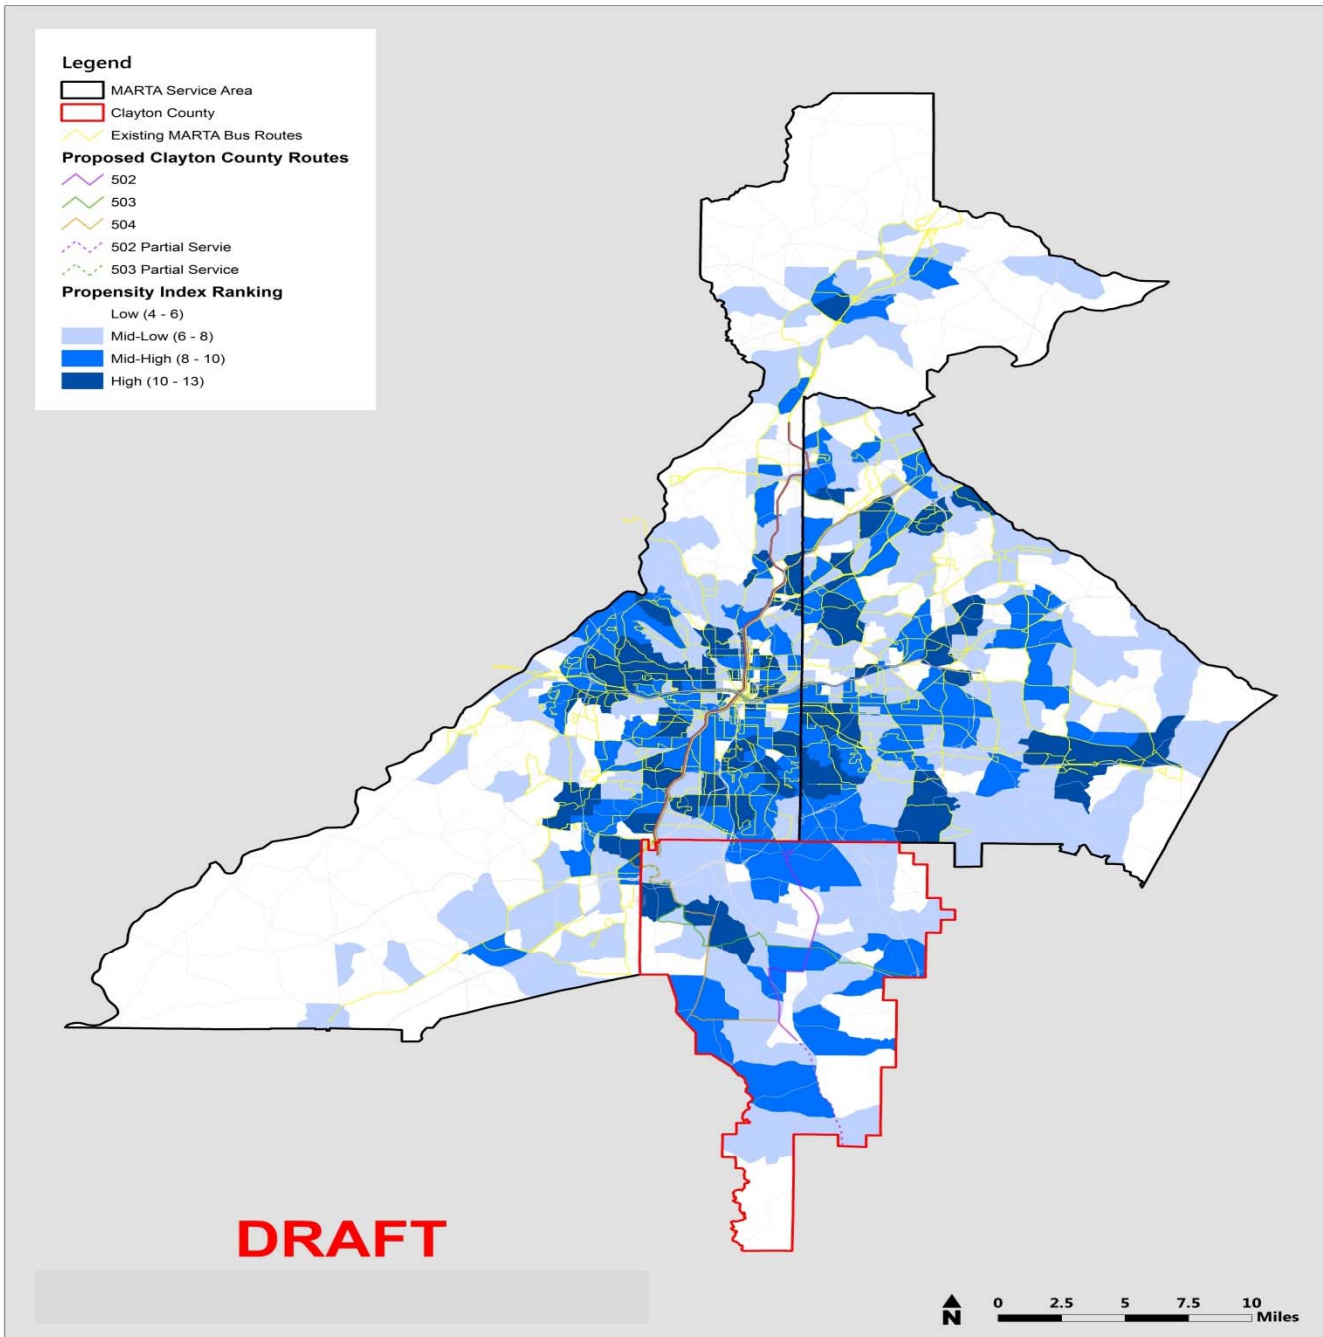 Legend
MARTA Service Area
Clayton County
Existing MARTA Bus Routes
Proposed Clayton County Routes
502
503
504
502 Partial Servie
503 Partial Service
Propensity Index Ranking
Low (4 - 6)
Mid-Low (6 - 8)
Mid-High (8 - 10)
High (10 - 13)
DRAFT
N
0 2.5 5 7.5 10
Miles